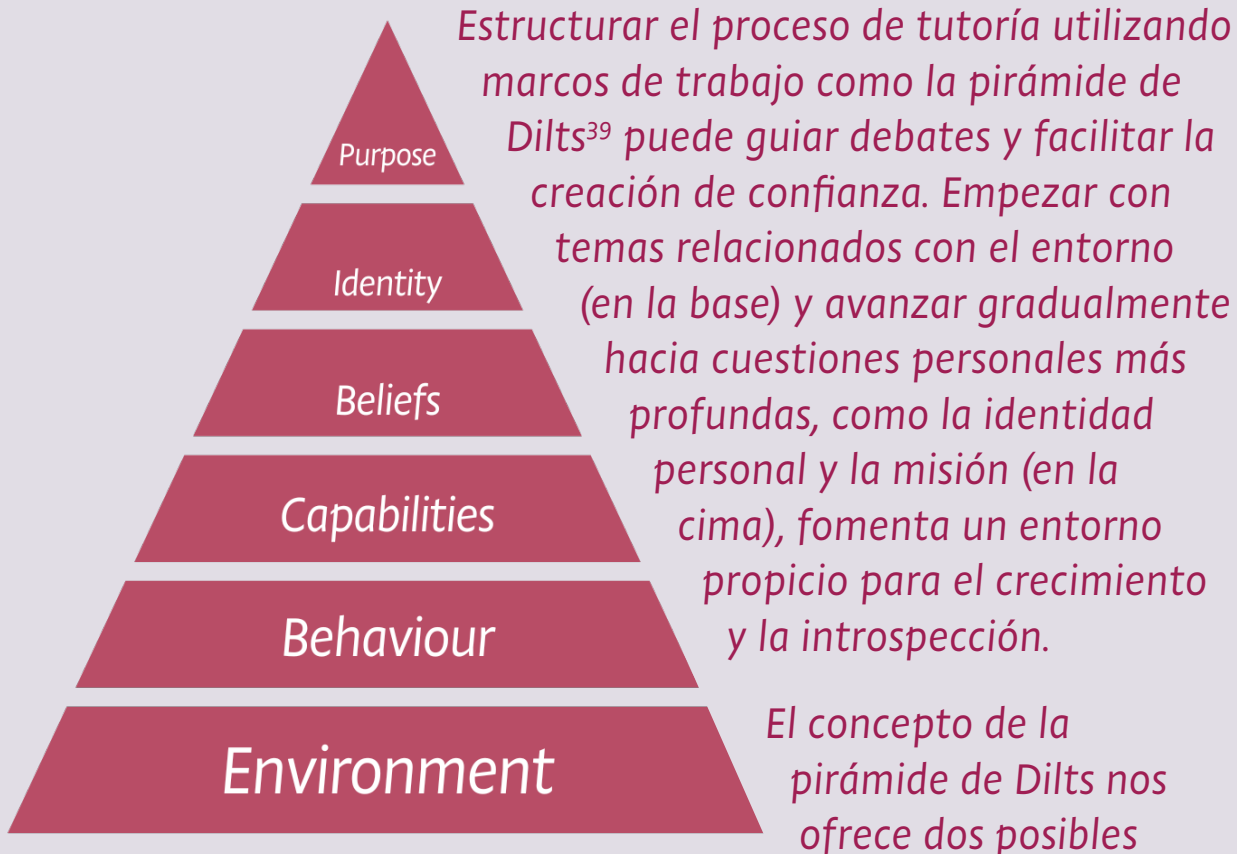 Estructurar el proceso de tutoría utilizando
marcos de trabajo como la pirámide de
Dilts³⁹ puede guiar debates y facilitar la
creación de confianza. Empezar con
temas relacionados con el entorno
(en la base) y avanzar gradualmente
hacia cuestiones personales más
profundas, como la identidad
personal y la misión (en la
cima), fomenta un entorno
propicio para el crecimiento
y la introspección.
El concepto de la
pirámide de Dilts nos
ofrece dos posibles
Purpose
Identity
Beliefs
Capabilities
Behaviour
Environment